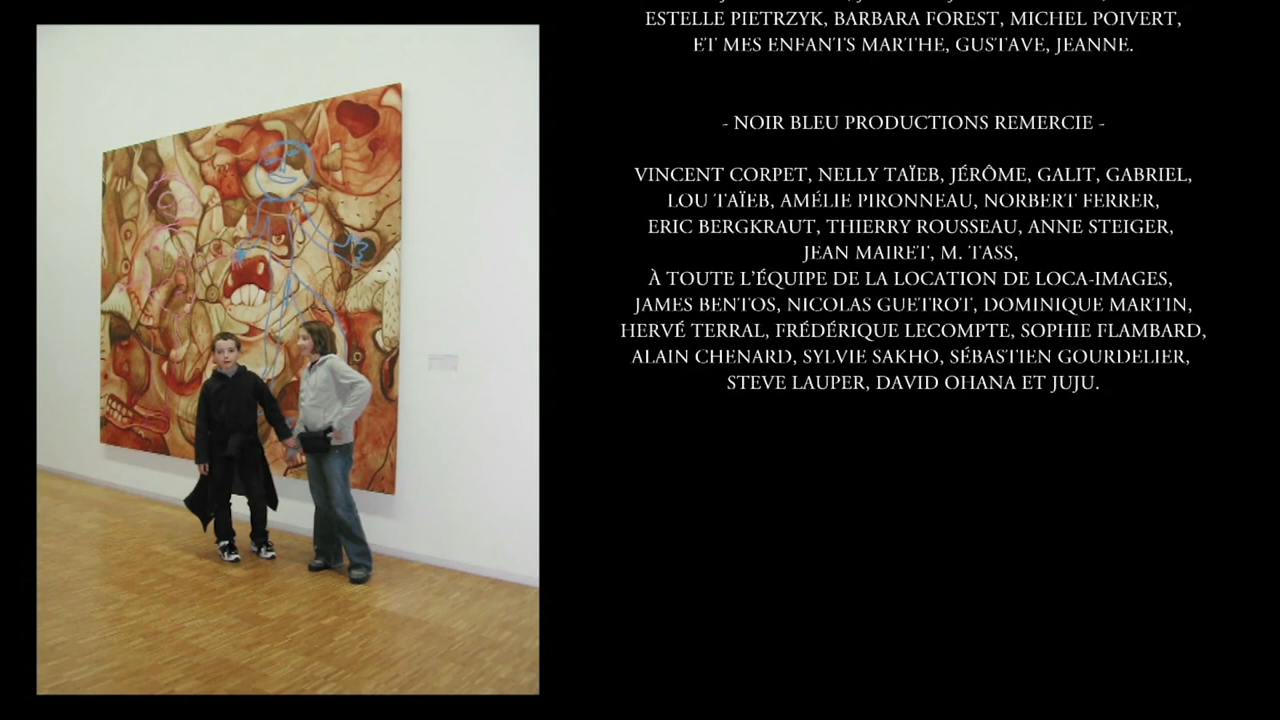 ESTELLE PIETRZYK, BARBARA FOREST, MICHEL POIVERT,
ET MES ENFANTS MARTHE, GUSTAVE, JEANNE.
- NOIR BLEU PRODUCTIONS REMERCIE -
VINCENT CORPET, NELLY TAÏEB, JÉRÔME, GALIT, GABRIEL,
LOU TAÏEB, AMÉLIE PIRONNEAU, NORBERT FERRER,
ERIC BERGKRAUT, THIERRY ROUSSEAU, ANNE STEIGER,
JEAN MAIRET, M. TASS,
À TOUTE L'ÉQUIPE DE LA LOCATION DE LOCA-IMAGES,
JAMES BENTOS, NICOLAS GUETROT, DOMINIQUE MARTIN,
HERVÉ TERRAL, FRÉDÉRIQUE LECOMPTE, SOPHIE FLAMBARD,
ALAIN CHENARD, SYLVIE SAKHO, SÉBASTIEN GOURDELIER,
STEVE LAUPER, DAVID OHANA ET JUJU.